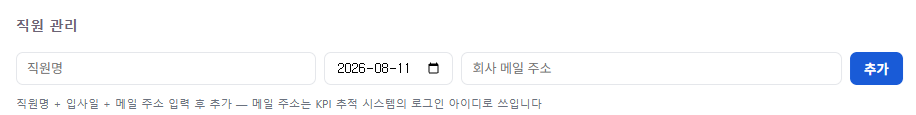 직원 관리
직원명 2026-08-11 회사 메일 주소 추가
직원명 + 입사일 + 메일 주소 입력 후 추가 — 메일 주소는 KPI 추적 시스템의 로그인 아이디로 쓰입니다